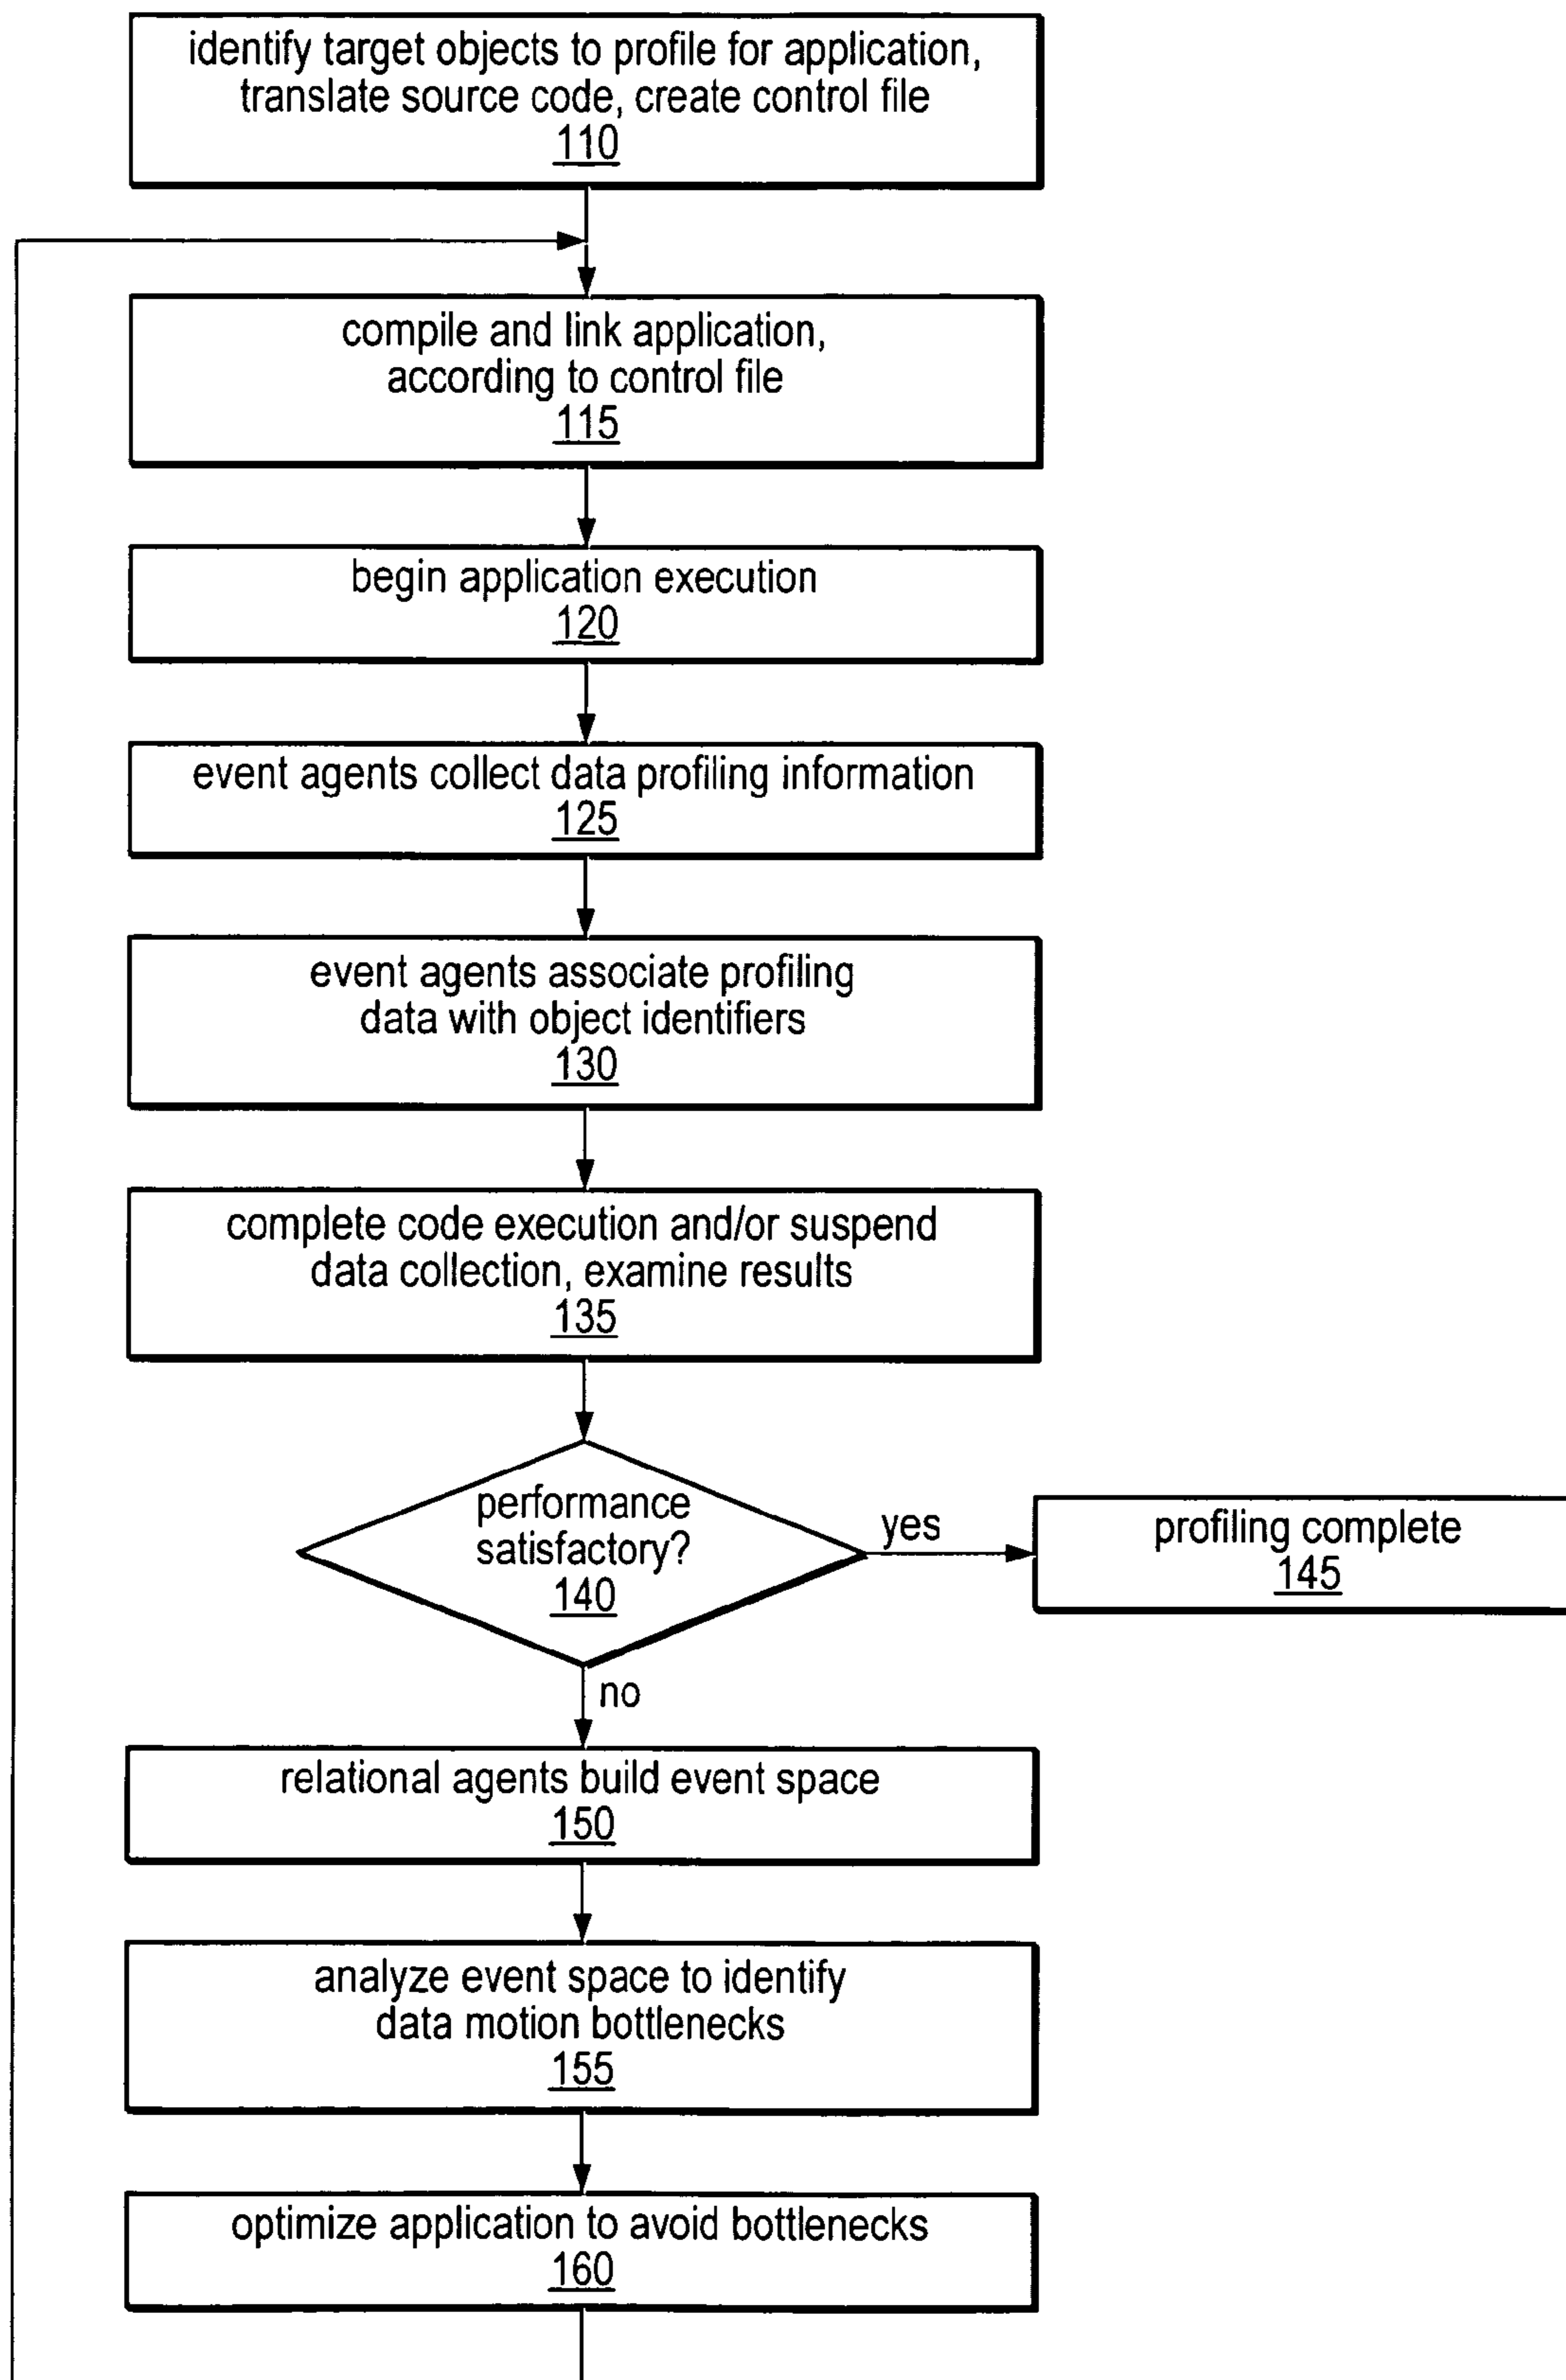 identify target objects to profile for application,
translate source code, create control file
110
compile and link application,
according to control file
115
begin application execution
120
event agents collect data profiling information
125
event agents associate profiling
data with object identifiers
130
complete code execution and/or suspend
data collection, examine results
135
performance
satisfactory?
140
yes
profiling complete
145
no
relational agents build event space
150
analyze event space to identify
data motion bottlenecks
155
optimize application to avoid bottlenecks
160